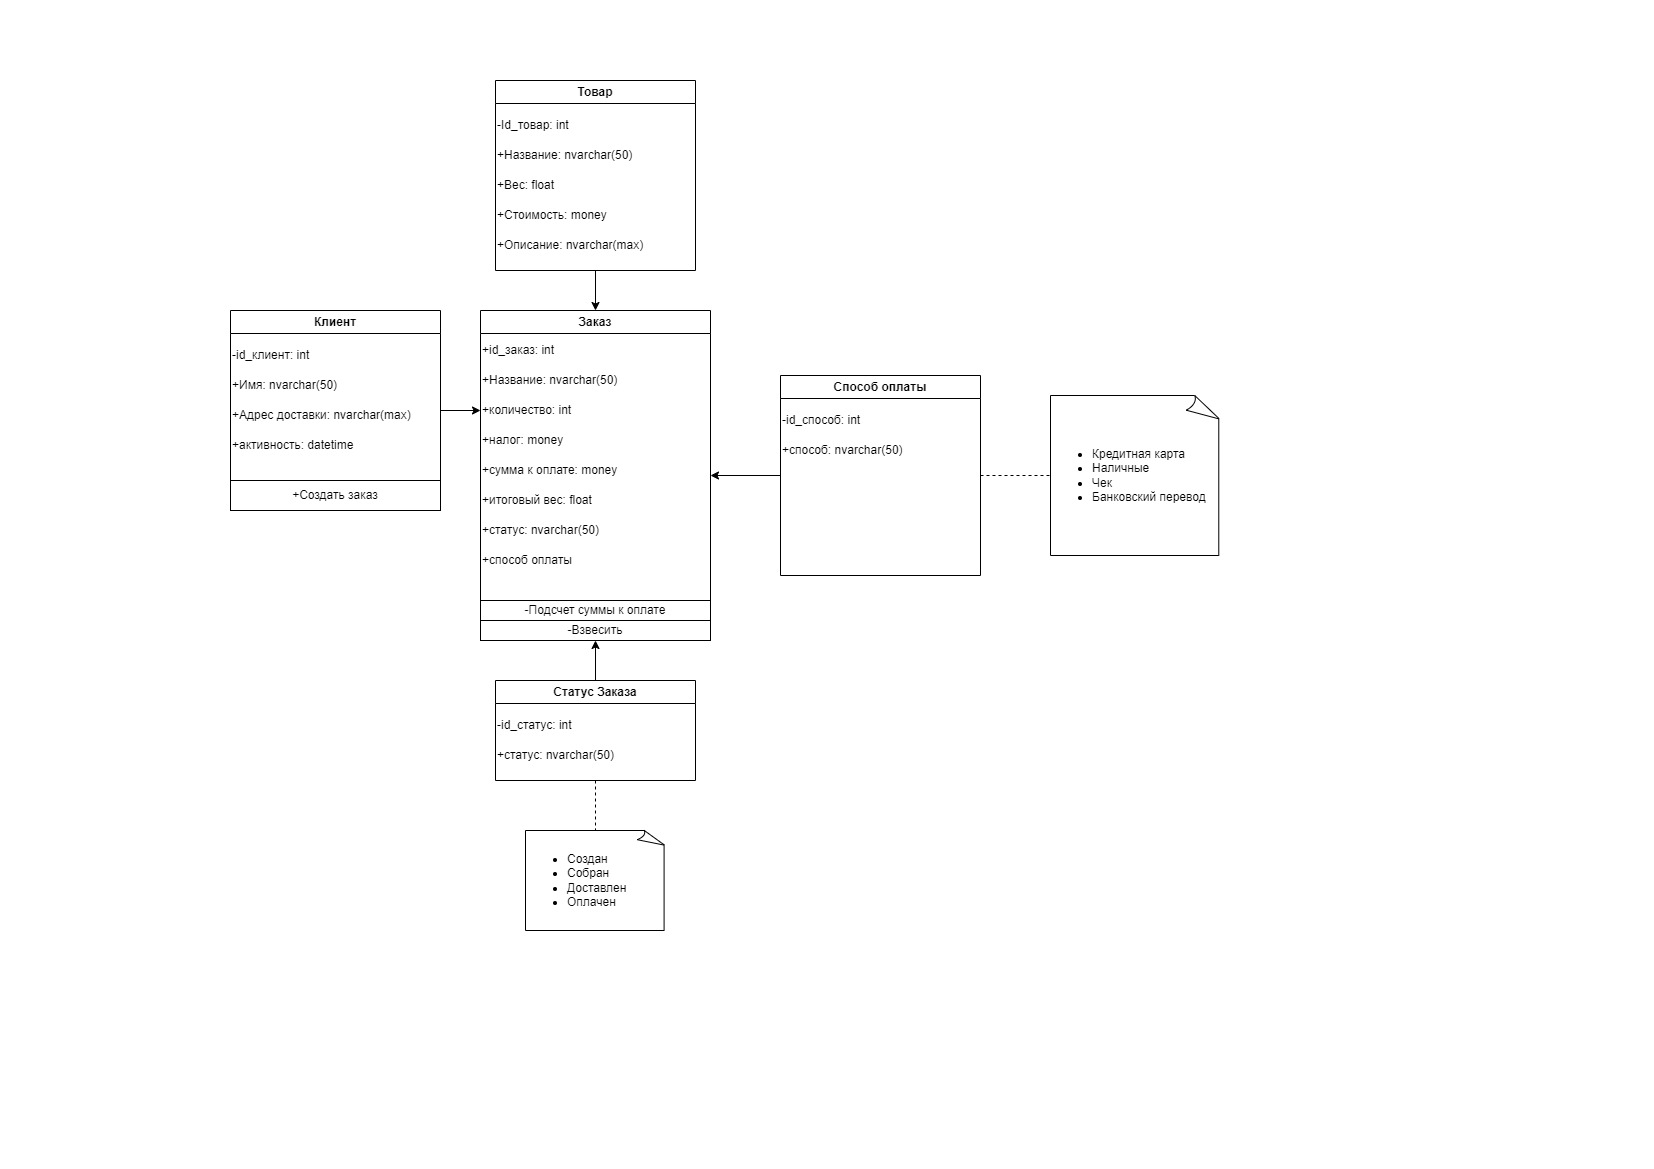 Товар
-Id_товар: int
+Название: nvarchar(50)
+Вес: float
+Стоимость: money
+Описание: nvarchar(max)
Клиент
-id_клиент: int
+Имя: nvarchar(50)
+Адрес доставки: nvarchar(max)
+активность: datetime
+Создать заказ
Заказ
+id_заказ: int
+Название: nvarchar(50)
+количество: int
+налог: money
+сумма к оплате: money
+итоговый вес: float
+статус: nvarchar(50)
+способ оплаты
-Подсчет суммы к оплате
-Взвесить
Способ оплаты
-id_способ: int
+способ: nvarchar(50)
• Кредитная карта
• Наличные
• Чек
• Банковский перевод
Статус Заказа
-id_статус: int
+статус: nvarchar(50)
• Создан
• Собран
• Доставлен
• Оплачен